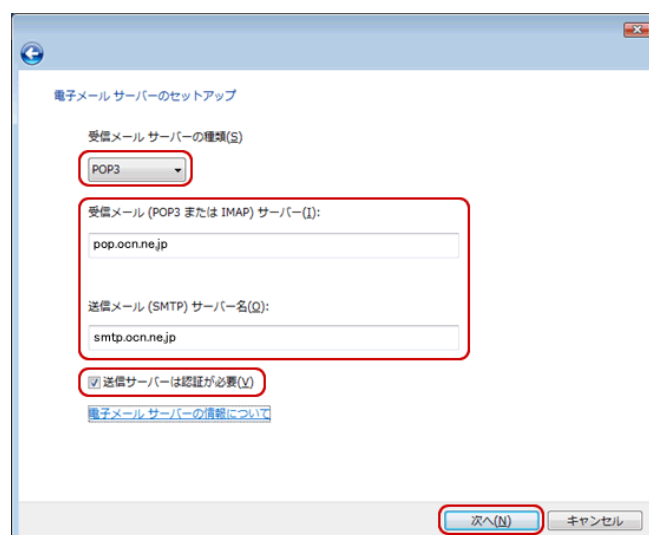 電子メール サーバーのセットアップ
受信メール サーバーの種類(S)
POP3
受信メール (POP3 または IMAP) サーバー(I):
pop.ocn.ne.jp
送信メール (SMTP) サーバー名(O):
smtp.ocn.ne.jp
送信サーバーは認証が必要(V)
電子メール サーバーの情報について
次へ(N)
キャンセル